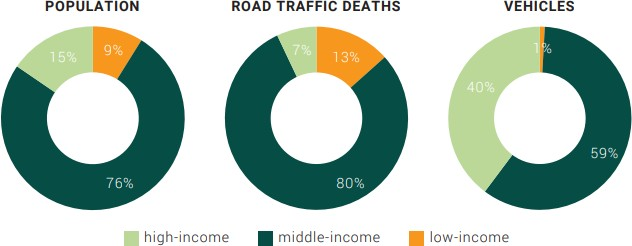 POPULATION ROAD TRAFFIC DEATHS VEHICLES
15% 9% 7% 13% 1%
40%
59%
76% 80%
high-income middle-income low-income